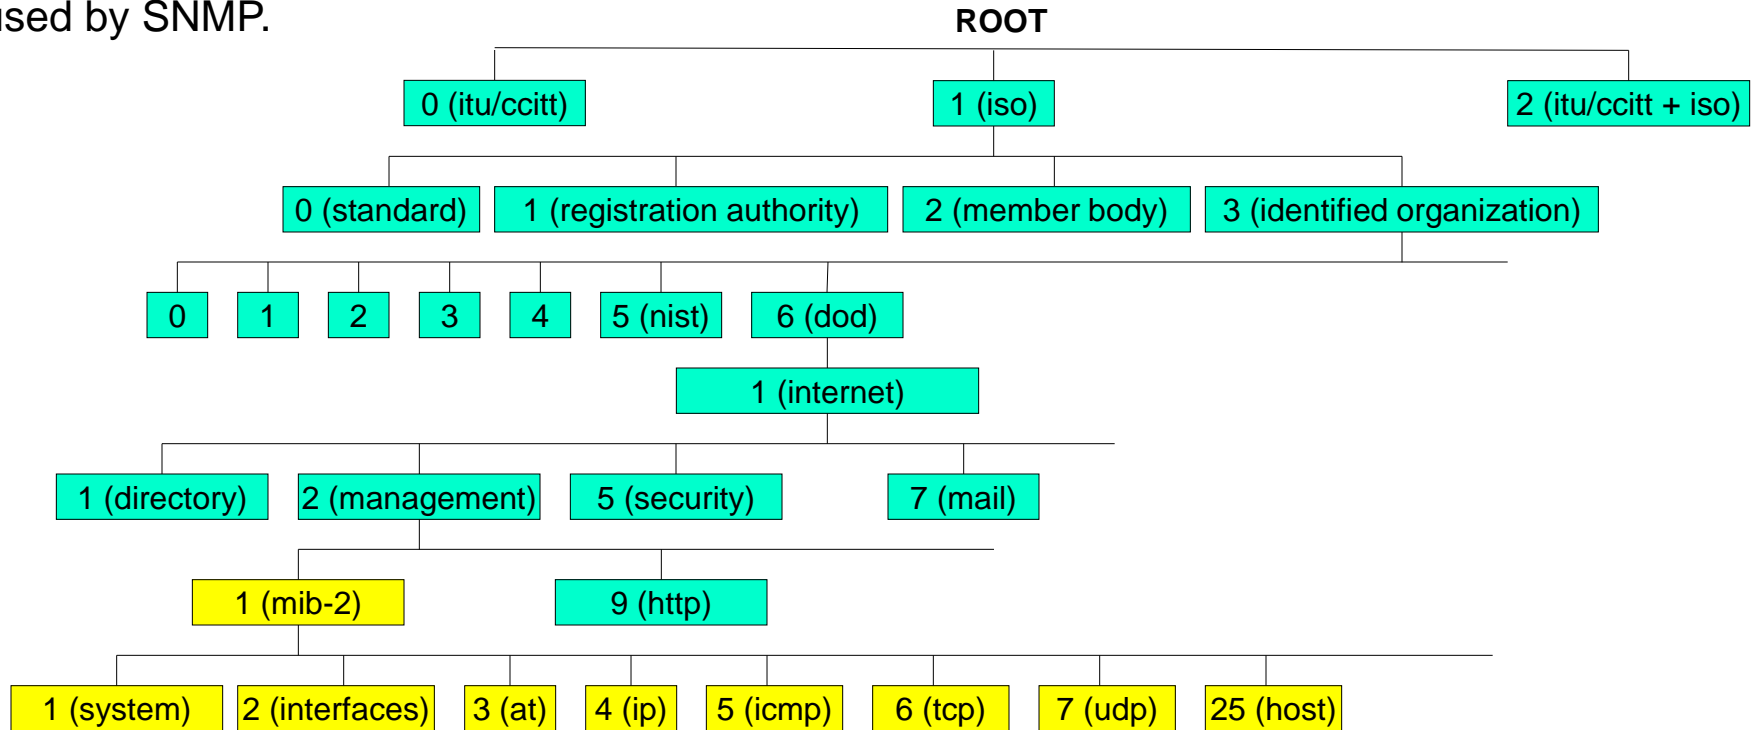 used by SNMP.
ROOT
0 (itu/ccitt) 1 (iso) 2 (itu/ccitt + iso)
0 (standard) 1 (registration authority) 2 (member body) 3 (identified organization)
0 1 2 3 4 5 (nist) 6 (dod)
1 (internet)
1 (directory) 2 (management) 5 (security) 7 (mail)
1 (mib-2) 9 (http)
1 (system) 2 (interfaces) 3 (at) 4 (ip) 5 (icmp) 6 (tcp) 7 (udp) 25 (host)